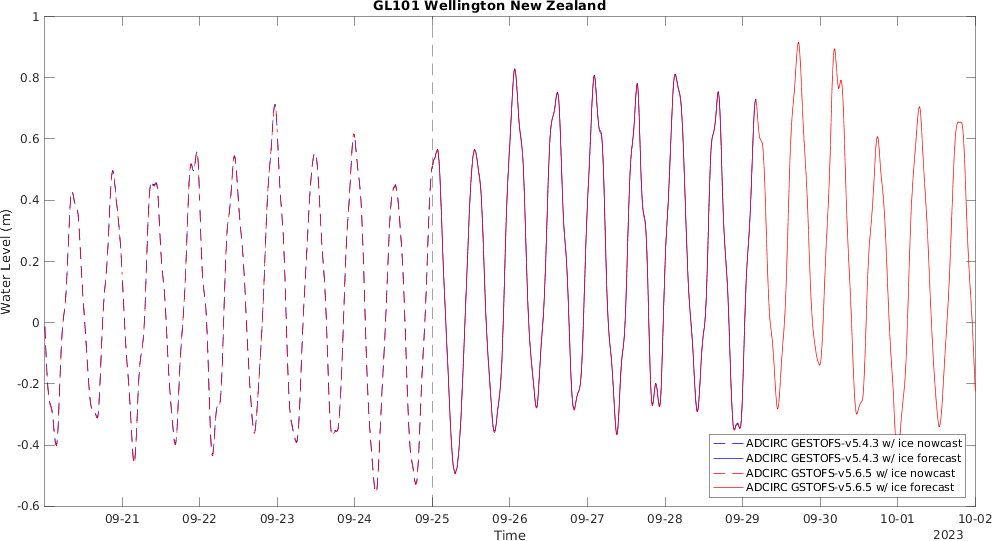 GL101 Wellington New Zealand
1
0.8
0.6
0.4
0.2
0
-0.2
-0.4
-0.6
Water Level (m)
09-21 09-22 09-23 09-24 09-25 09-26 09-27 09-28 09-29 09-30 10-01 10-02
Time
2023
ADCIRC GESTOFS-v5.4.3 w/ ice nowcast
ADCIRC GESTOFS-v5.4.3 w/ ice forecast
ADCIRC GSTOFS-v5.6.5 w/ ice nowcast
ADCIRC GSTOFS-v5.6.5 w/ ice forecast